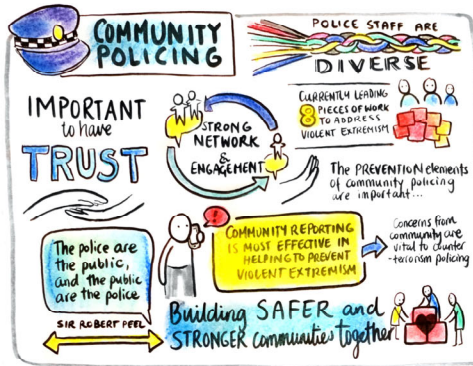 COMMUNITY
POLICING
POLICE STAFF ARE
DIVERSE
IMPORTANT
to have
TRUST
STRONG
NETWORK
&
ENGAGEMENT
CURRENTLY LEADING
8 PIECES OF WORK
TO ADDRESS
VIOLENT EXTREMISM
The PREVENTION elements
of community policing
are important...
The police are
the public,
and the public
are the police
SIR ROBERT PEEL
COMMUNITY REPORTING
IS MOST EFFECTIVE IN
HELPING TO PREVENT
VIOLENT EXTREMISM
Concerns from
community are
vital to counter
-terrorism policing
Building SAFER and
STRONGER communities together